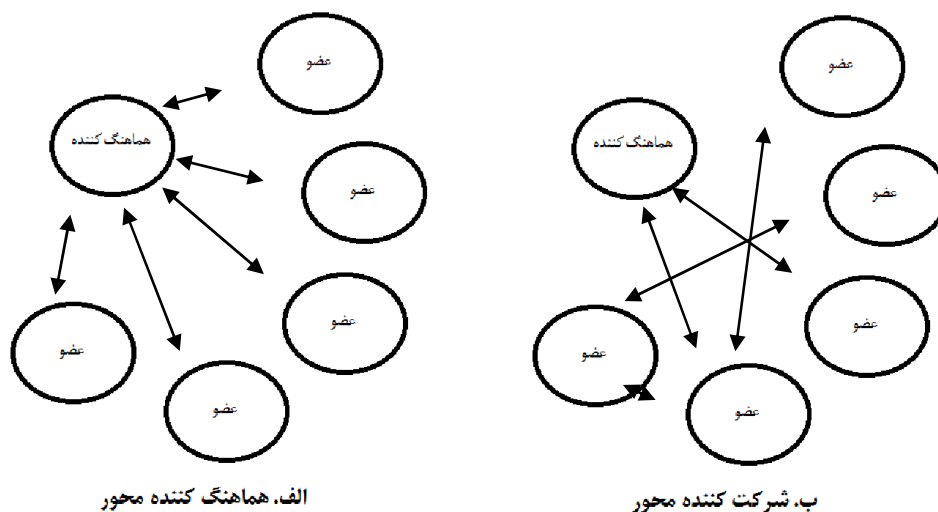 عضو
هماهنگ کننده
عضو
عضو
عضو
عضو
الف. هماهنگ کننده محور
عضو
هماهنگ کننده
عضو
عضو
عضو
عضو
ب. شرکت کننده محور